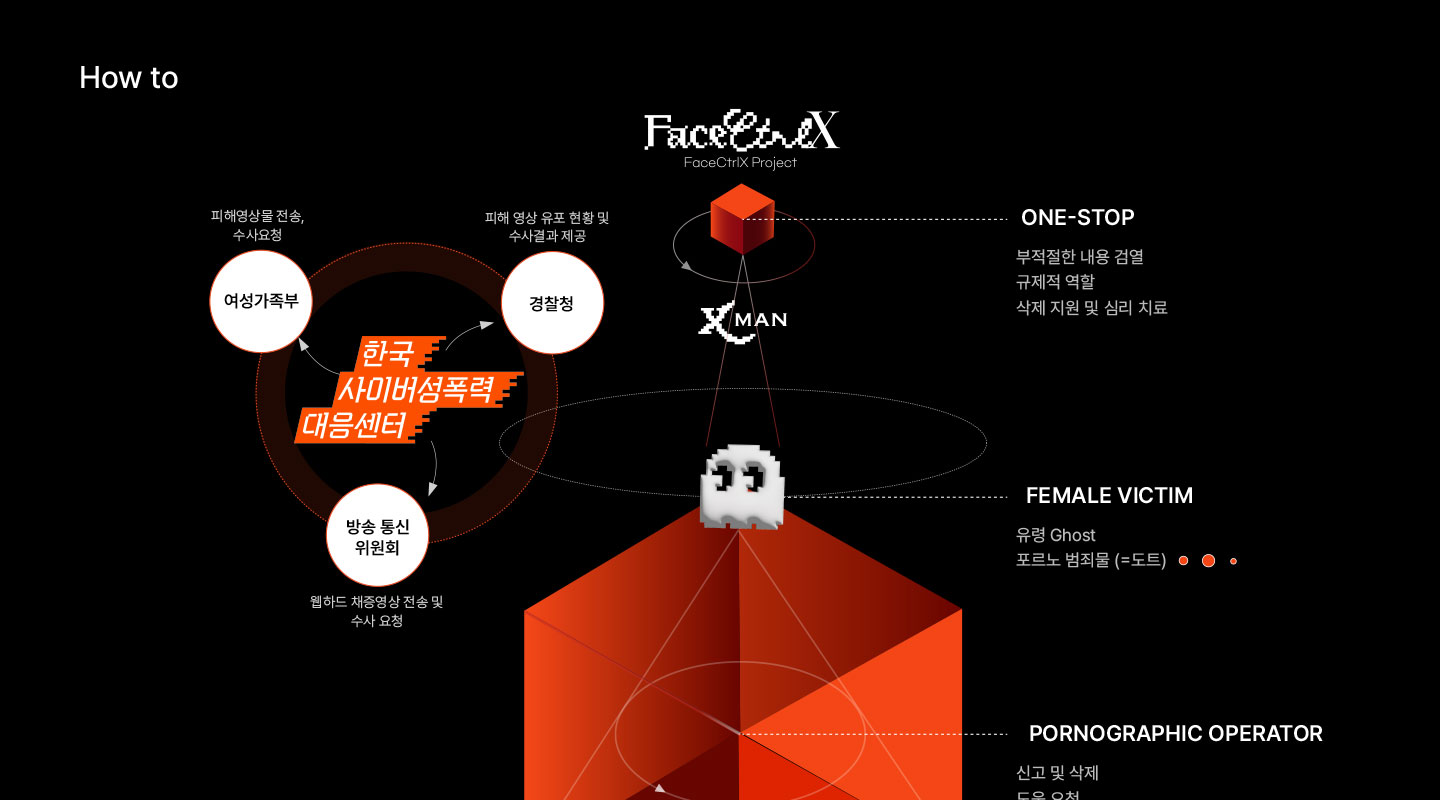 How to
FaceCtrlX
FaceCtrlX Project
피해영상물 전송,
수사요청
피해 영상 유포 현황 및
수사결과 제공
여성가족부
경찰청
한국
사이버성폭력
대응센터
방송 통신
위원회
웹하드 채증영상 전송 및
수사 요청
XMAN
ONE-STOP
부적절한 내용 검열
규제적 역할
삭제 지원 및 심리 치료
FEMALE VICTIM
유령 Ghost
포르노 범죄물 (=도트)
PORNOGRAPHIC OPERATOR
신고 및 삭제
도움 요청